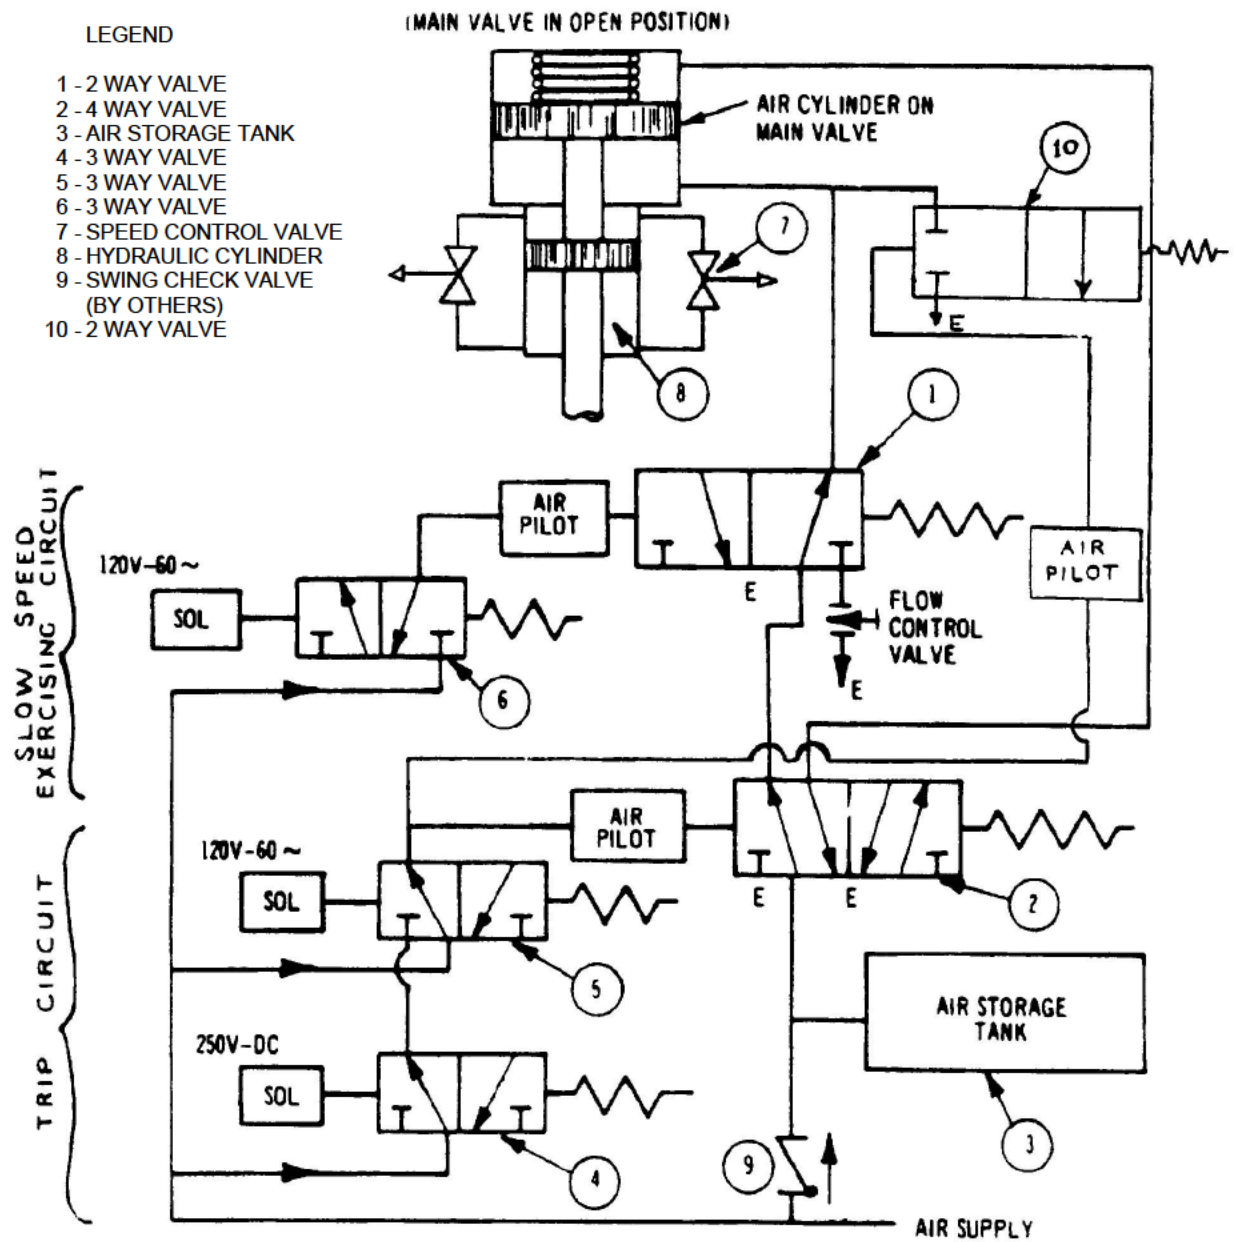 (MAIN VALVE IN OPEN POSITION)
LEGEND
1 - 2 WAY VALVE
2 - 4 WAY VALVE
3 - AIR STORAGE TANK
4 - 3 WAY VALVE
5 - 3 WAY VALVE
6 - 3 WAY VALVE
7 - SPEED CONTROL VALVE
8 - HYDRAULIC CYLINDER
9 - SWING CHECK VALVE
(BY OTHERS)
10 - 2 WAY VALVE
AIR CYLINDER ON
MAIN VALVE
10
7
E
8
1
SLOW SPEED
EXERCISING CIRCUIT
AIR
PILOT
120V-60~
SOL
6
E
FLOW
CONTROL
VALVE
E
AIR
PILOT
TRIP CIRCUIT
120V-60~
SOL
5
AIR
PILOT
E
E
2
250V-DC
SOL
4
AIR STORAGE
TANK
3
9
AIR SUPPLY